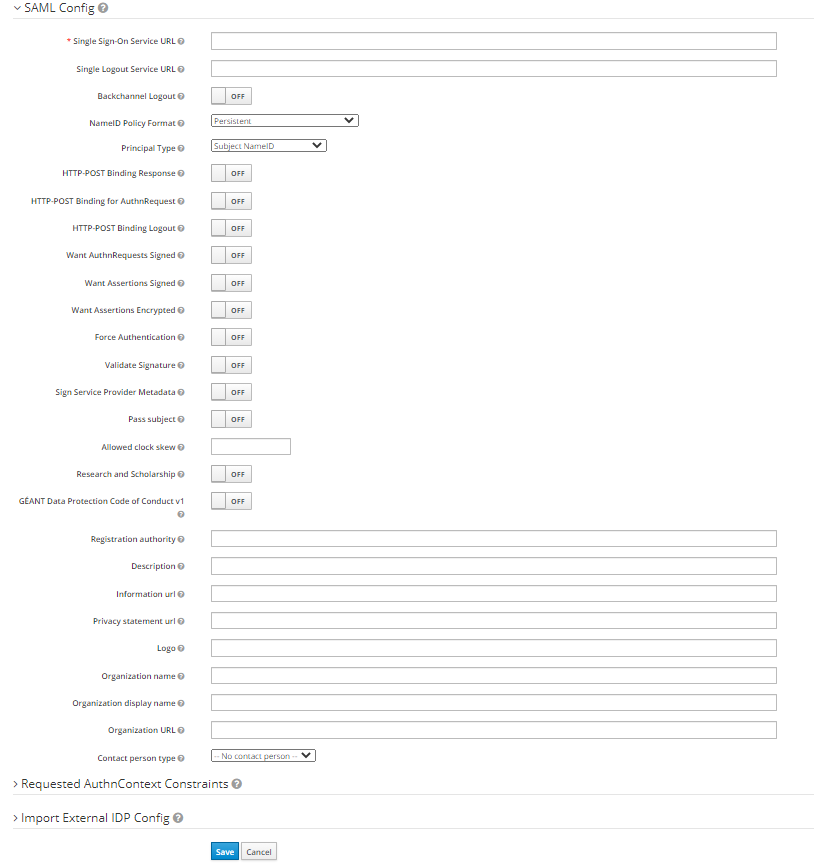 SAML Config
* Single Sign-On Service URL
Single Logout Service URL
Backchannel Logout OFF
NameID Policy Format Persistent
Principal Type Subject NameID
HTTP-POST Binding Response OFF
HTTP-POST Binding for AuthnRequest OFF
HTTP-POST Binding Logout OFF
Want AuthnRequests Signed OFF
Want Assertions Signed OFF
Want Assertions Encrypted OFF
Force Authentication OFF
Validate Signature OFF
Sign Service Provider Metadata OFF
Pass subject OFF
Allowed clock skew
Research and Scholarship OFF
GÉANT Data Protection Code of Conduct v1 OFF
Registration authority
Description
Information url
Privacy statement url
Logo
Organization name
Organization display name
Organization URL
Contact person type -- No contact person --
Requested AuthnContext Constraints
Import External IDP Config
Save Cancel